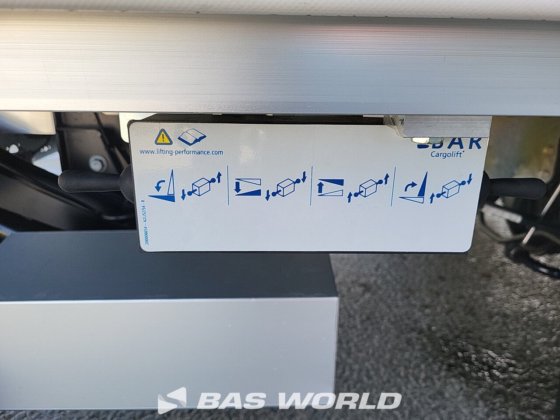 BAR
Cargolift
www.lifting-performance.com
BAS WORLD